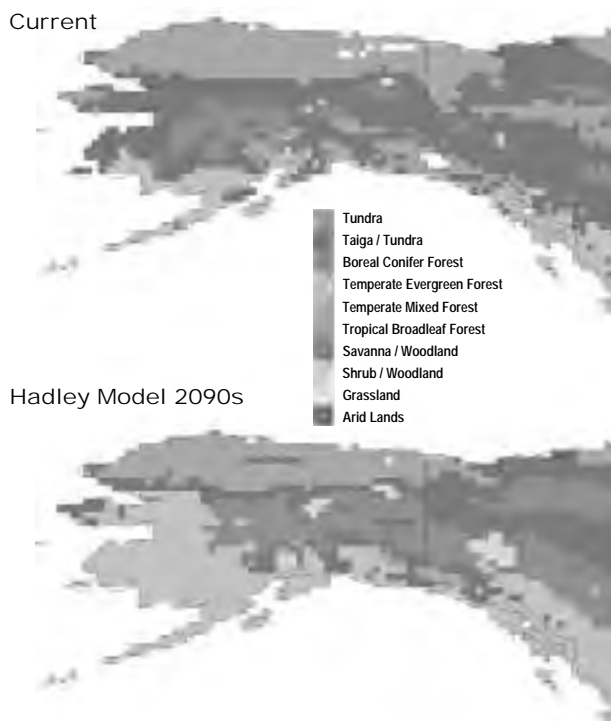 Current
Tundra
Taiga / Tundra
Boreal Conifer Forest
Temperate Evergreen Forest
Temperate Mixed Forest
Tropical Broadleaf Forest
Savanna / Woodland
Shrub / Woodland
Grassland
Arid Lands
Hadley Model 2090s